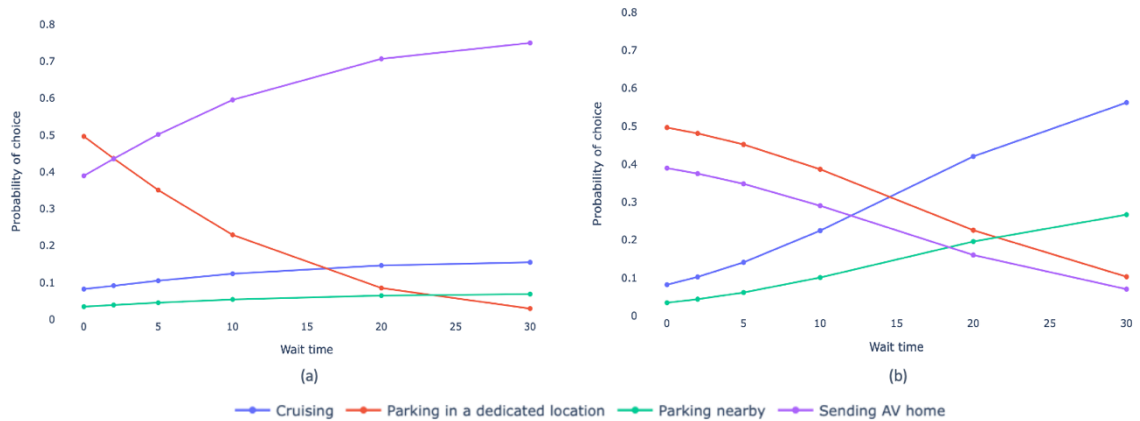 0.8
0.7
0.6
0.5
0.4
0.3
0.2
0.1
0
Probability of choice
0 5 10 15 20 25 30
Wait time
(a)
0.8
0.7
0.6
0.5
0.4
0.3
0.2
0.1
0
Probability of choice
0 5 10 15 20 25 30
Wait time
(b)
Cruising Parking in a dedicated location Parking nearby Sending AV home